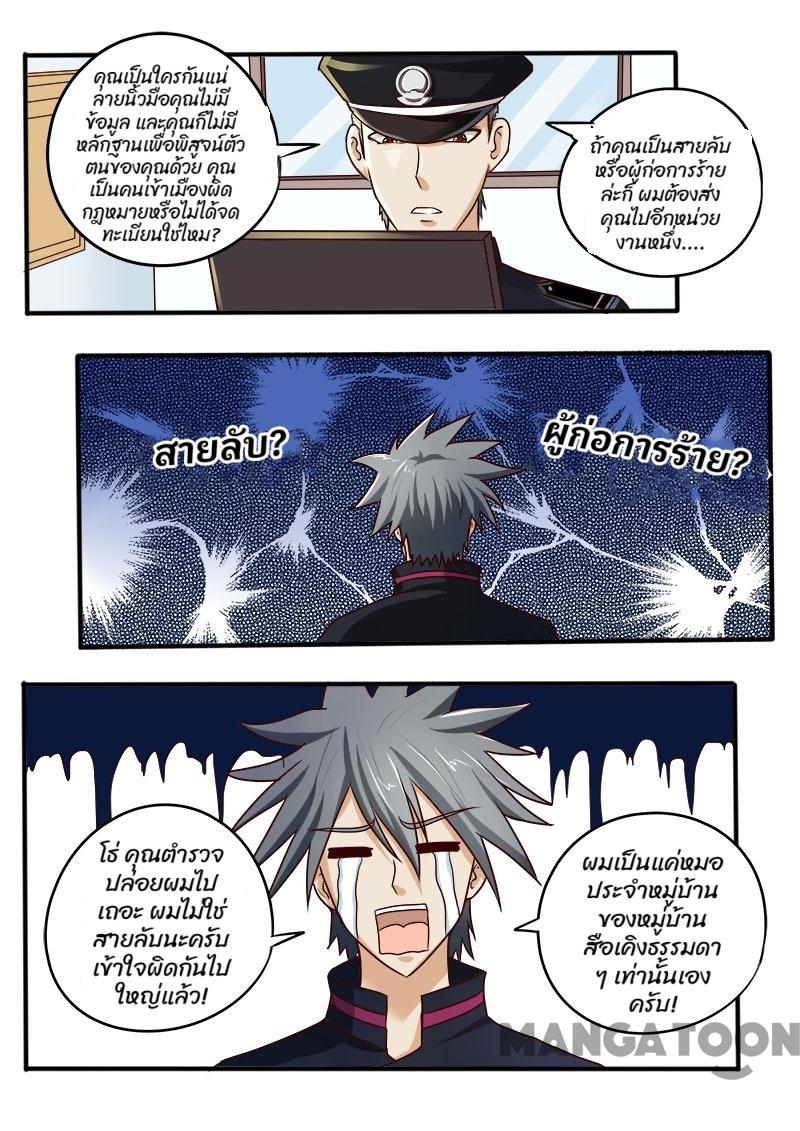 คุณเป็นใครกันแน่
ลายนิ้วมือคุณไม่มี
ข้อมูล และคุณก็ไม่มี
หลักฐานเพื่อพิสูจน์ตัว
ตนของคุณด้วย คุณ
เป็นคนเข้าเมืองผิด
กฎหมายหรือไม่ได้จด
ทะเบียนใช่ไหม?
ถ้าคุณเป็นสายลับ
หรือผู้ก่อการร้าย
ล่ะก็ ผมต้องส่ง
คุณไปอีกหน่วย
งานหนึ่ง....
สายลับ?
ผู้ก่อการร้าย?
โธ่ คุณตำรวจ
ปล่อยผมไป
เถอะ ผมไม่ใช่
สายลับนะครับ
เข้าใจผิดกันไป
ใหญ่แล้ว!
ผมเป็นแค่หมอ
ประจำหมู่บ้าน
ของหมู่บ้าน
สือเคิงธรรมดา
ๆ เท่านั้นเอง
ครับ!
MANGATOON